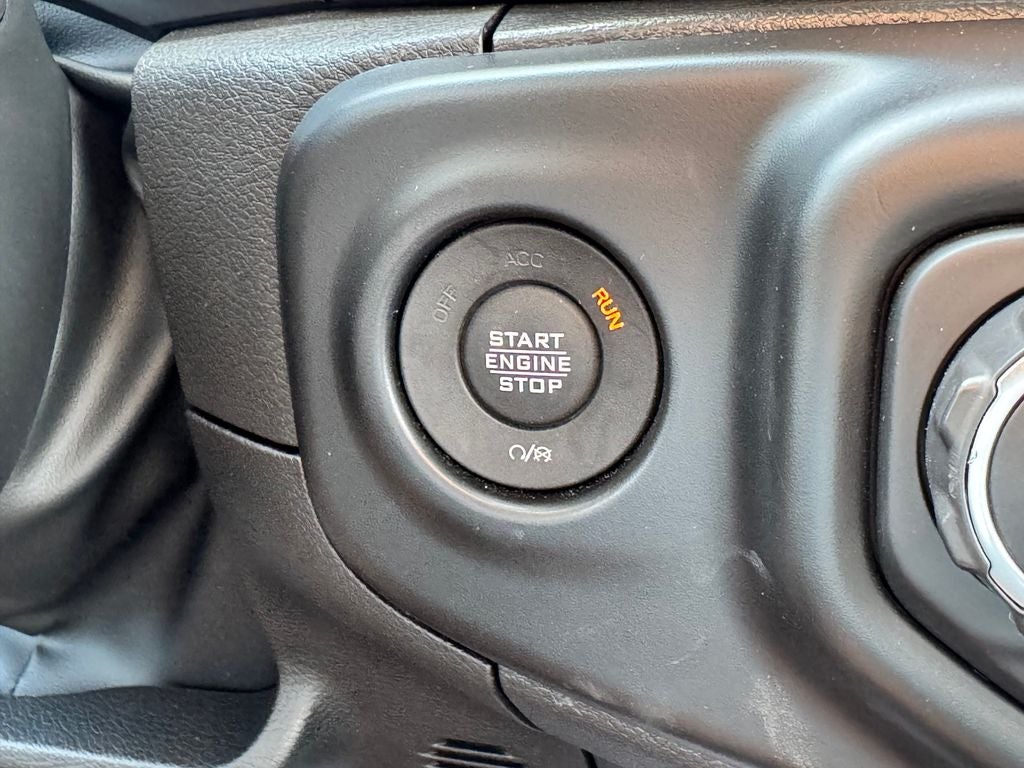 OFF
ACC
RUN
START
ENGINE
STOP